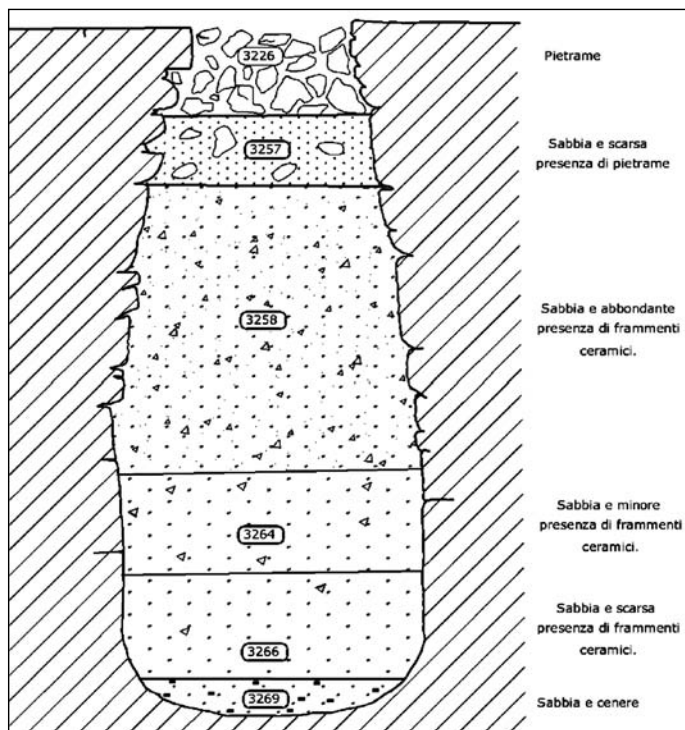 3226
Pietrame
3257
Sabbia e scarsa
presenza di pietrame
3258
Sabbia e abbondante
presenza di frammenti
ceramici.
3264
Sabbia e minore
presenza di frammenti
ceramici.
3266
Sabbia e scarsa
presenza di frammenti
ceramici.
3269
Sabbia e cenere